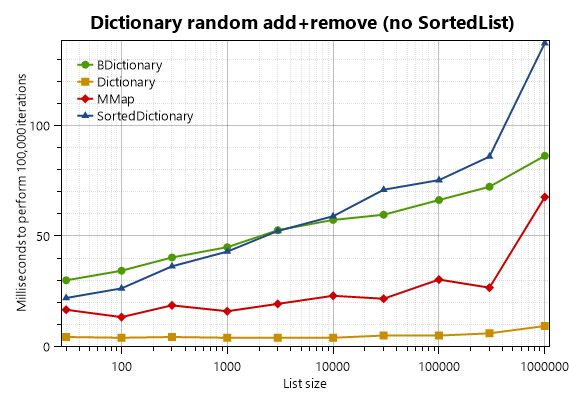 Dictionary random add+remove (no SortedList)
Milliseconds to perform 100,000 iterations
BDictionary
Dictionary
MMap
SortedDictionary
100
50
0
100
1000
10000
100000
1000000
List size